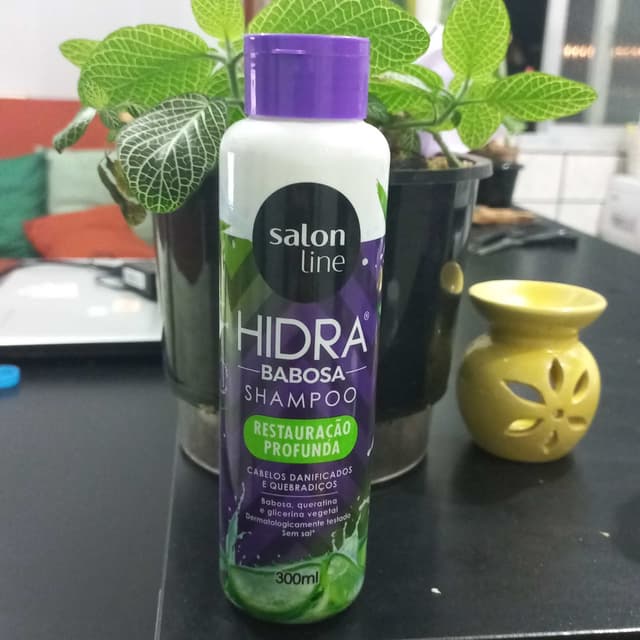 salon
line
HIDRA®
BABOSA
SHAMPOO
RESTAURAÇÃO
PROFUNDA
CABELOS DANIFICADOS
E QUEBRADIÇOS
Babosa, queratina
e glicerina vegetal
Dermatologicamente testado
Sem sal*
300ml